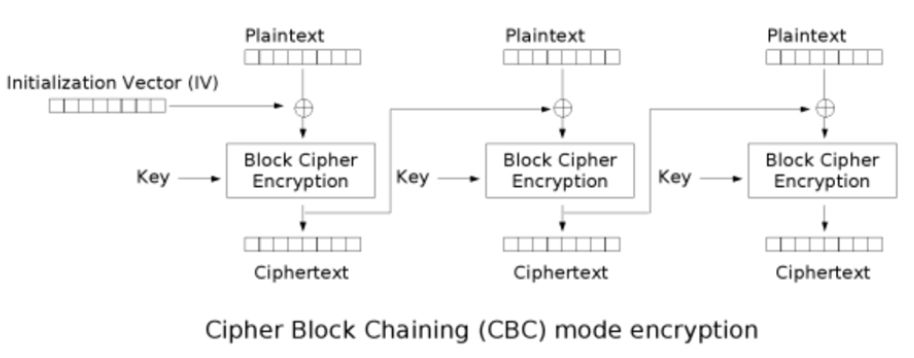 Plaintext
Plaintext
Plaintext
Initialization Vector (IV)
Key
Block Cipher
Encryption
Key
Block Cipher
Encryption
Key
Block Cipher
Encryption
Ciphertext
Ciphertext
Ciphertext
Cipher Block Chaining (CBC) mode encryption